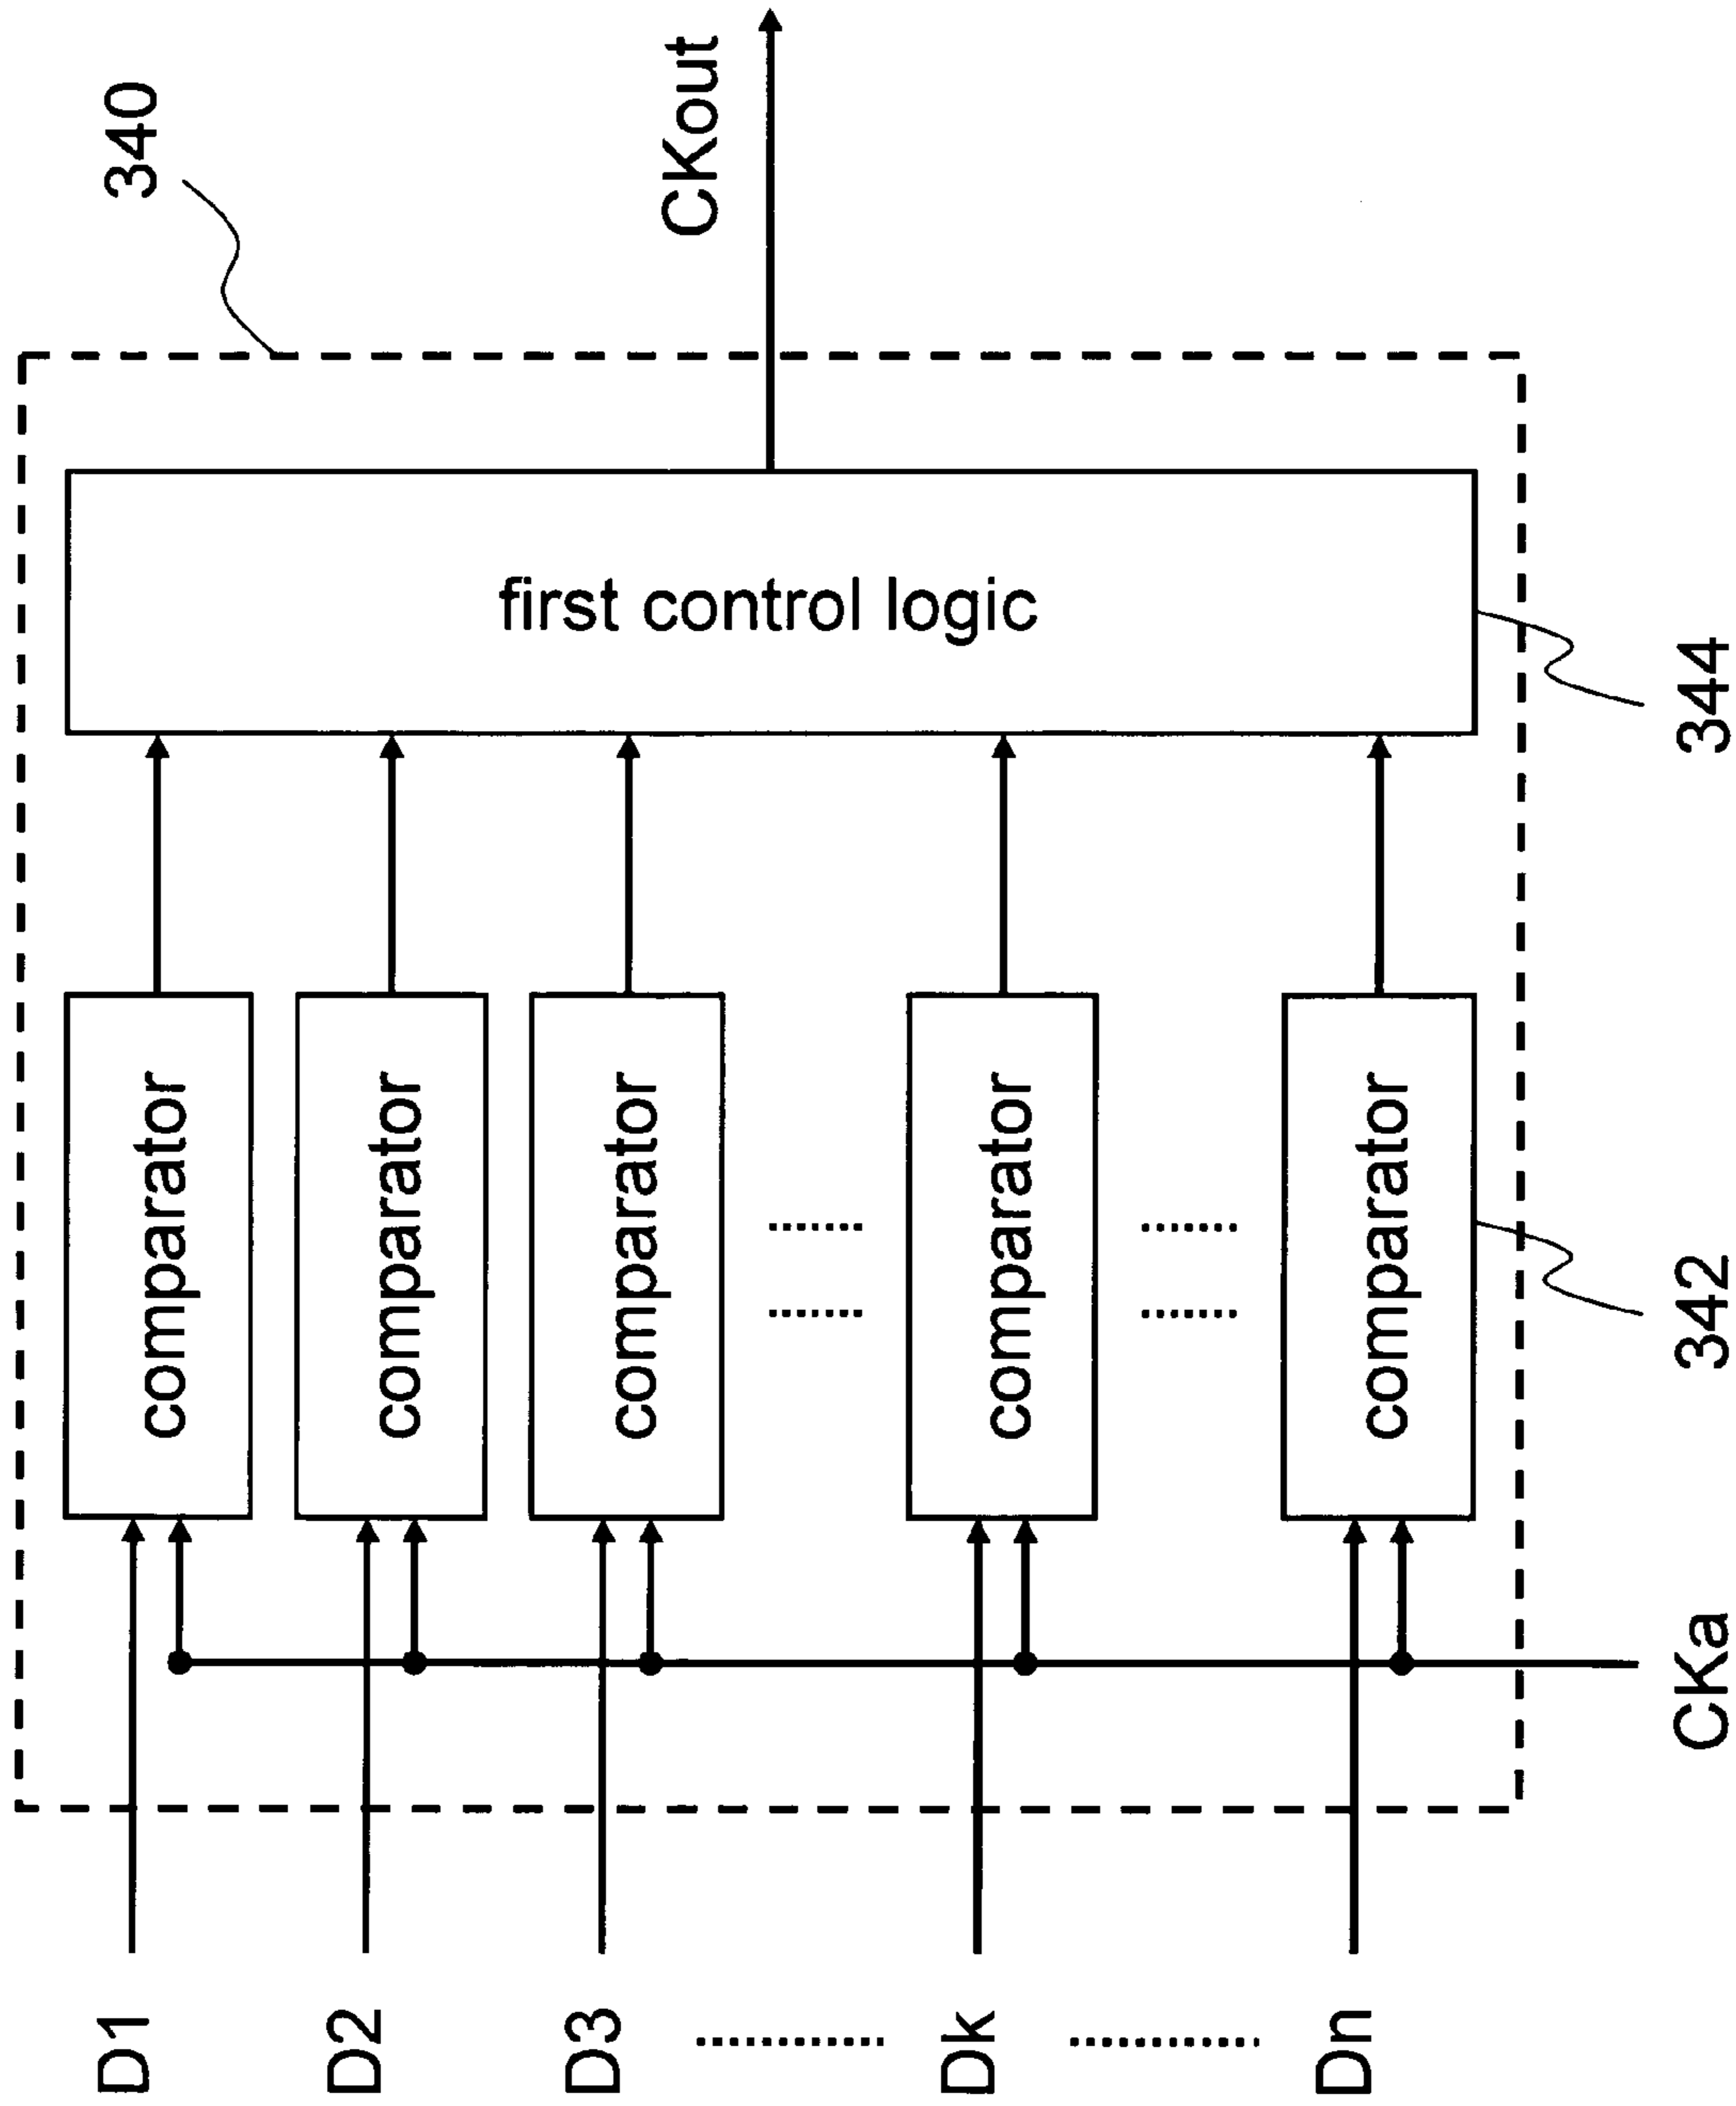 340
CKout
first control logic
344
comparator
comparator
comparator
comparator
comparator
342
CKa
D1
D2
D3
Dk
Dn